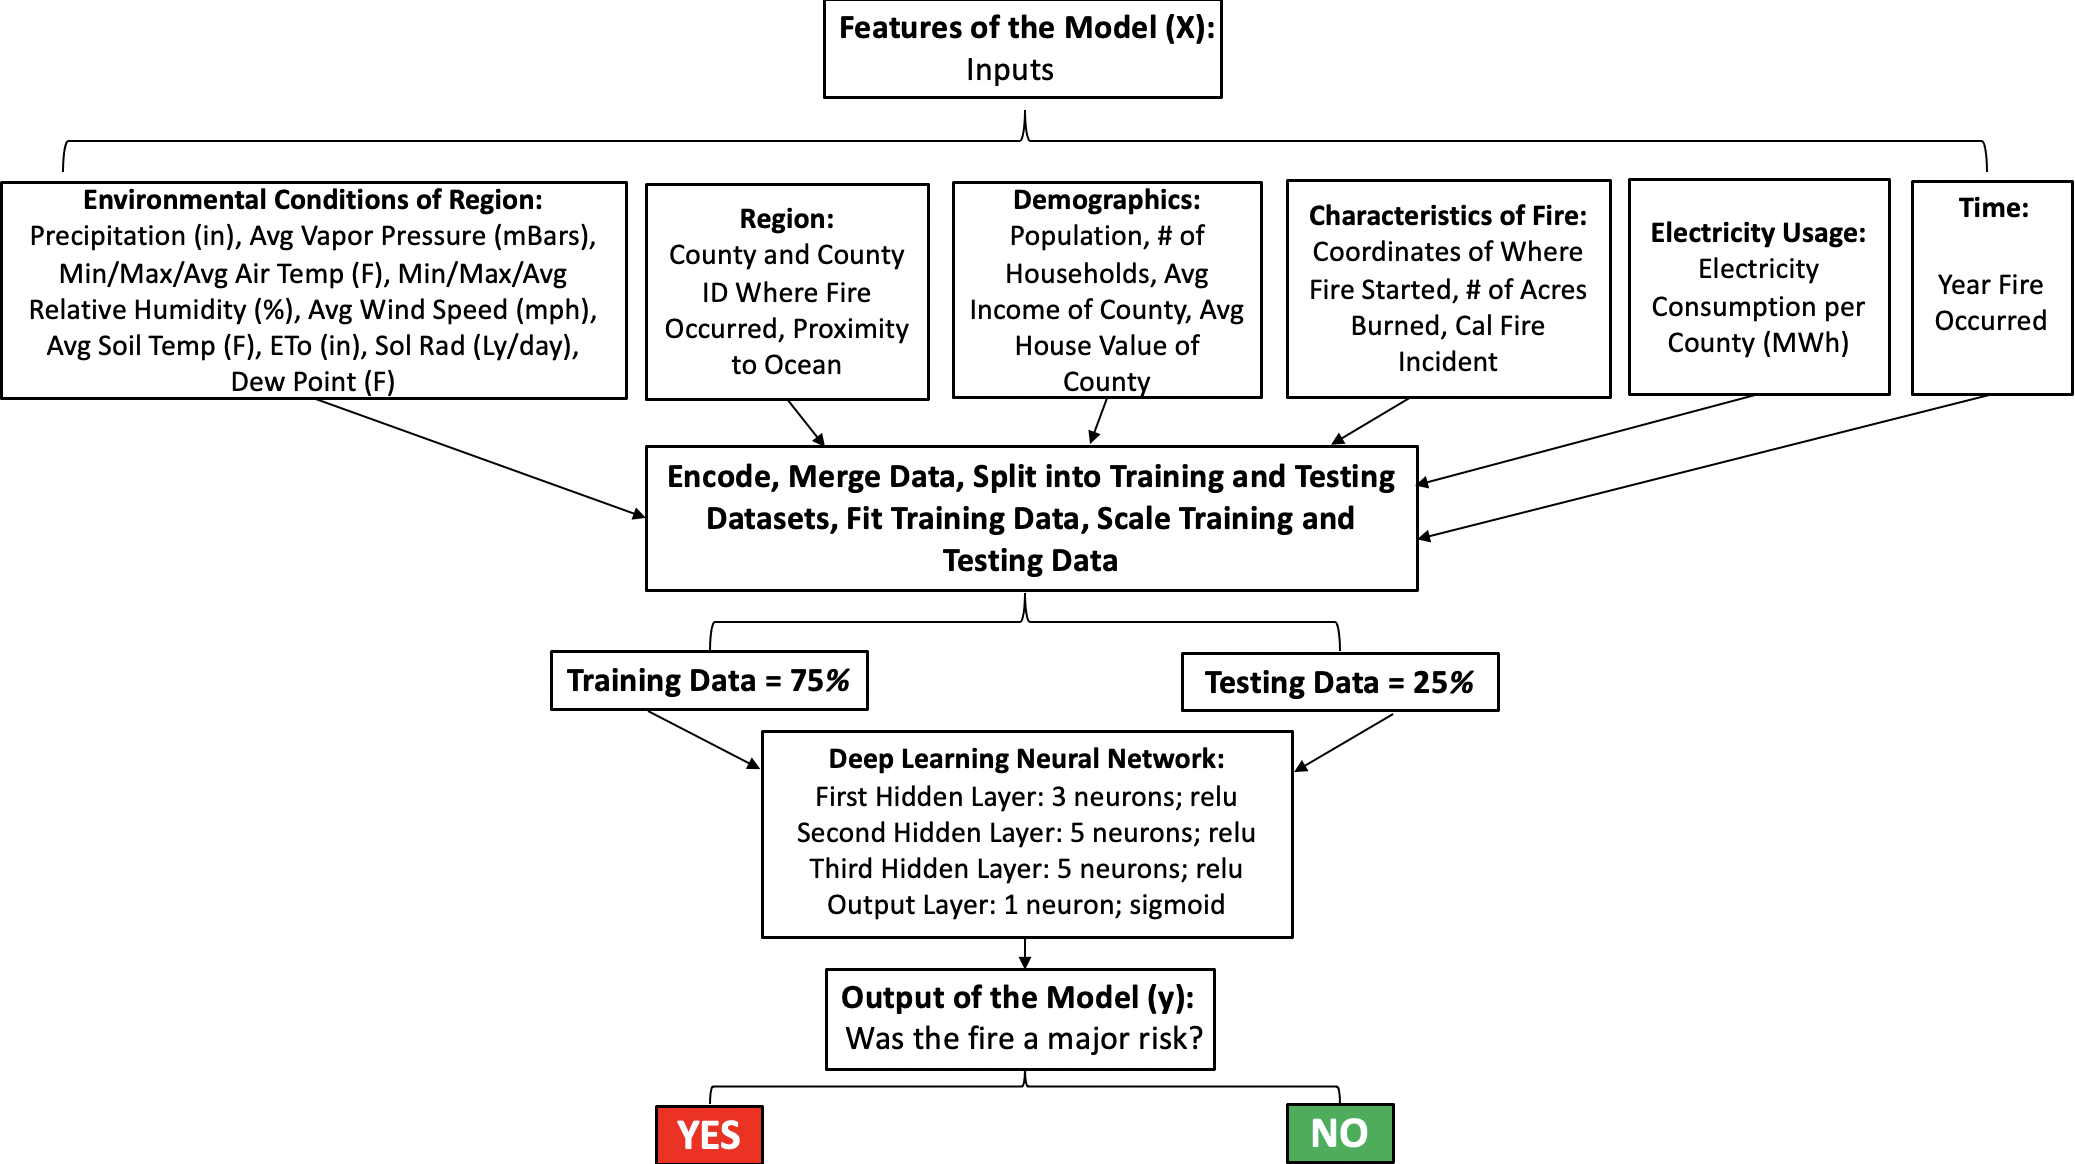 Features of the Model (X):
Inputs
Environmental Conditions of Region:
Precipitation (in), Avg Vapor Pressure (mBars),
Min/Max/Avg Air Temp (F), Min/Max/Avg
Relative Humidity (%), Avg Wind Speed (mph),
Avg Soil Temp (F), ETo (in), Sol Rad (Ly/day),
Dew Point (F)
Region:
County and County
ID Where Fire
Occurred, Proximity
to Ocean
Demographics:
Population, # of
Households, Avg
Income of County, Avg
House Value of
County
Characteristics of Fire:
Coordinates of Where
Fire Started, # of Acres
Burned, Cal Fire
Incident
Electricity Usage:
Electricity
Consumption per
County (MWh)
Time:
Year Fire
Occurred
Encode, Merge Data, Split into Training and Testing
Datasets, Fit Training Data, Scale Training and
Testing Data
Training Data = 75%
Testing Data = 25%
Deep Learning Neural Network:
First Hidden Layer: 3 neurons; relu
Second Hidden Layer: 5 neurons; relu
Third Hidden Layer: 5 neurons; relu
Output Layer: 1 neuron; sigmoid
Output of the Model (y):
Was the fire a major risk?
YES
NO